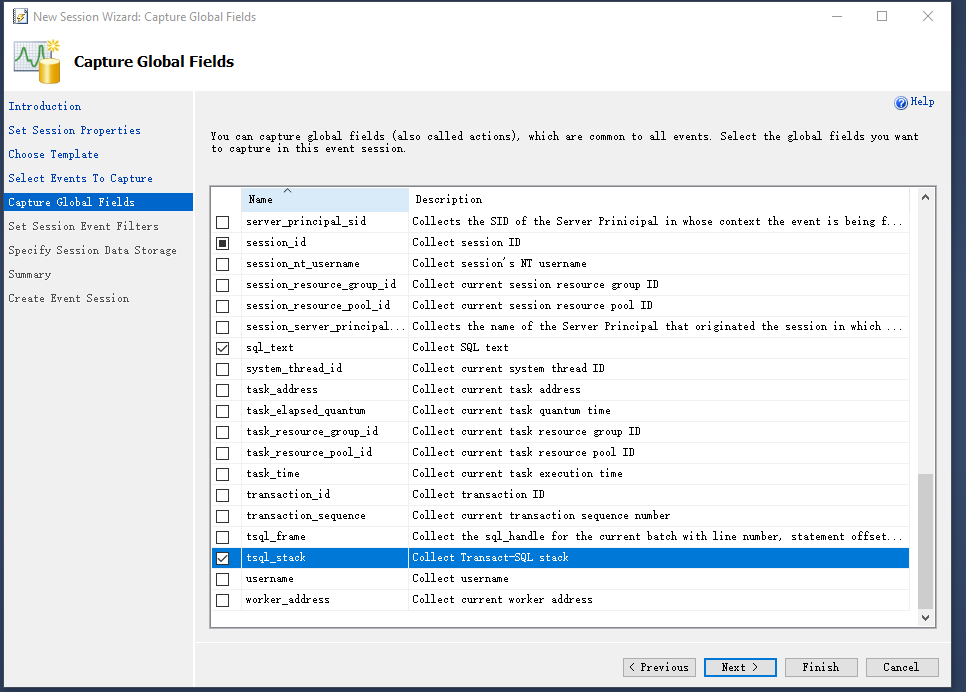 New Session Wizard: Capture Global Fields
Capture Global Fields
Introduction
Set Session Properties
Choose Template
Select Events To Capture
Capture Global Fields
Set Session Event Filters
Specify Session Data Storage
Summary
Create Event Session
Help
You can capture global fields (also called actions), which are common to all events. Select the global fields you want
to capture in this event session.
Name Description
server_principal_sid Collects the SID of the Server Prinicipal in whose context the event is being f...
session_id Collect session ID
session_nt_username Collect session's NT username
session_resource_group_id Collect current session resource group ID
session_resource_pool_id Collect current session resource pool ID
session_server_principal... Collects the name of the Server Principal that originated the session in which ...
sql_text Collect SQL text
system_thread_id Collect current system thread ID
task_address Collect current task address
task_elapsed_quantum Collect current task quantum time
task_resource_group_id Collect current task resource group ID
task_resource_pool_id Collect current task resource pool ID
task_time Collect current task execution time
transaction_id Collect transaction ID
transaction_sequence Collect current transaction sequence number
tsql_frame Collect the sql_handle for the current batch with line number, statement offset...
tsql_stack Collect Transact-SQL stack
username Collect username
worker_address Collect current worker address
< Previous Next > Finish Cancel